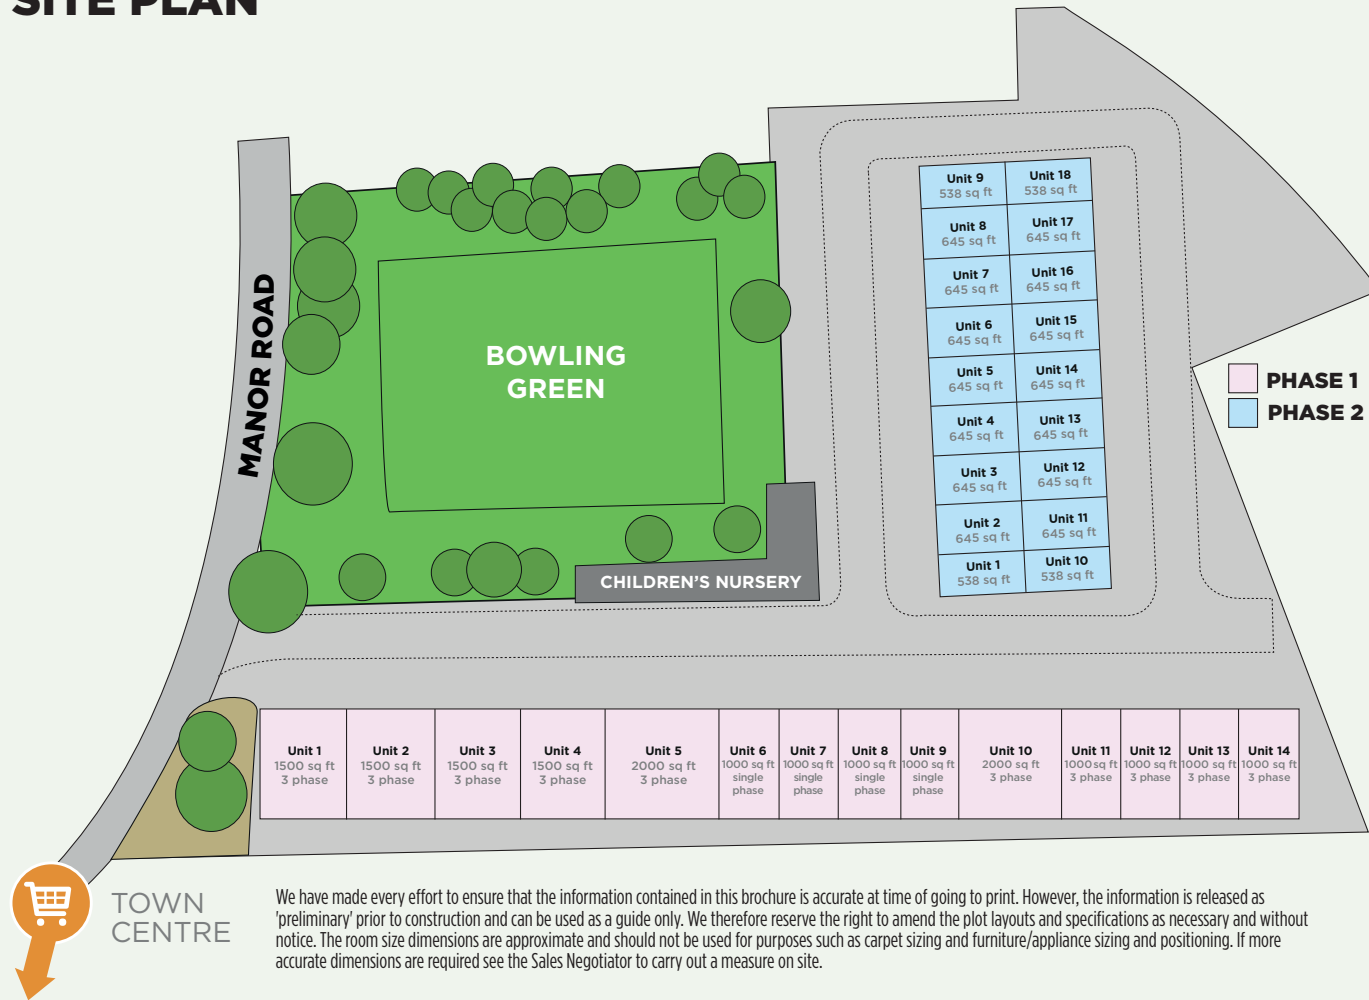 SITE PLAN
MANOR ROAD
BOWLING
GREEN
CHILDREN'S NURSERY
Unit 9
538 sq ft
Unit 18
538 sq ft
Unit 8
645 sq ft
Unit 17
645 sq ft
Unit 7
645 sq ft
Unit 16
645 sq ft
Unit 6
645 sq ft
Unit 15
645 sq ft
Unit 5
645 sq ft
Unit 14
645 sq ft
Unit 4
645 sq ft
Unit 13
645 sq ft
Unit 3
645 sq ft
Unit 12
645 sq ft
Unit 2
645 sq ft
Unit 11
645 sq ft
Unit 1
538 sq ft
Unit 10
538 sq ft
PHASE 1
PHASE 2
Unit 1
1500 sq ft
3 phase
Unit 2
1500 sq ft
3 phase
Unit 3
1500 sq ft
3 phase
Unit 4
1500 sq ft
3 phase
Unit 5
2000 sq ft
3 phase
Unit 6
1000 sq ft
single
phase
Unit 7
1000 sq ft
single
phase
Unit 8
1000 sq ft
single
phase
Unit 9
1000 sq ft
single
phase
Unit 10
2000 sq ft
3 phase
Unit 11
1000 sq ft
3 phase
Unit 12
1000 sq ft
3 phase
Unit 13
1000 sq ft
3 phase
Unit 14
1000 sq ft
3 phase
TOWN
CENTRE
We have made every effort to ensure that the information contained in this brochure is accurate at time of going to print. However, the information is released as
'preliminary' prior to construction and can be used as a guide only. We therefore reserve the right to amend the plot layouts and specifications as necessary and without
notice. The room size dimensions are approximate and should not be used for purposes such as carpet sizing and furniture/appliance sizing and positioning. If more
accurate dimensions are required see the Sales Negotiator to carry out a measure on site.